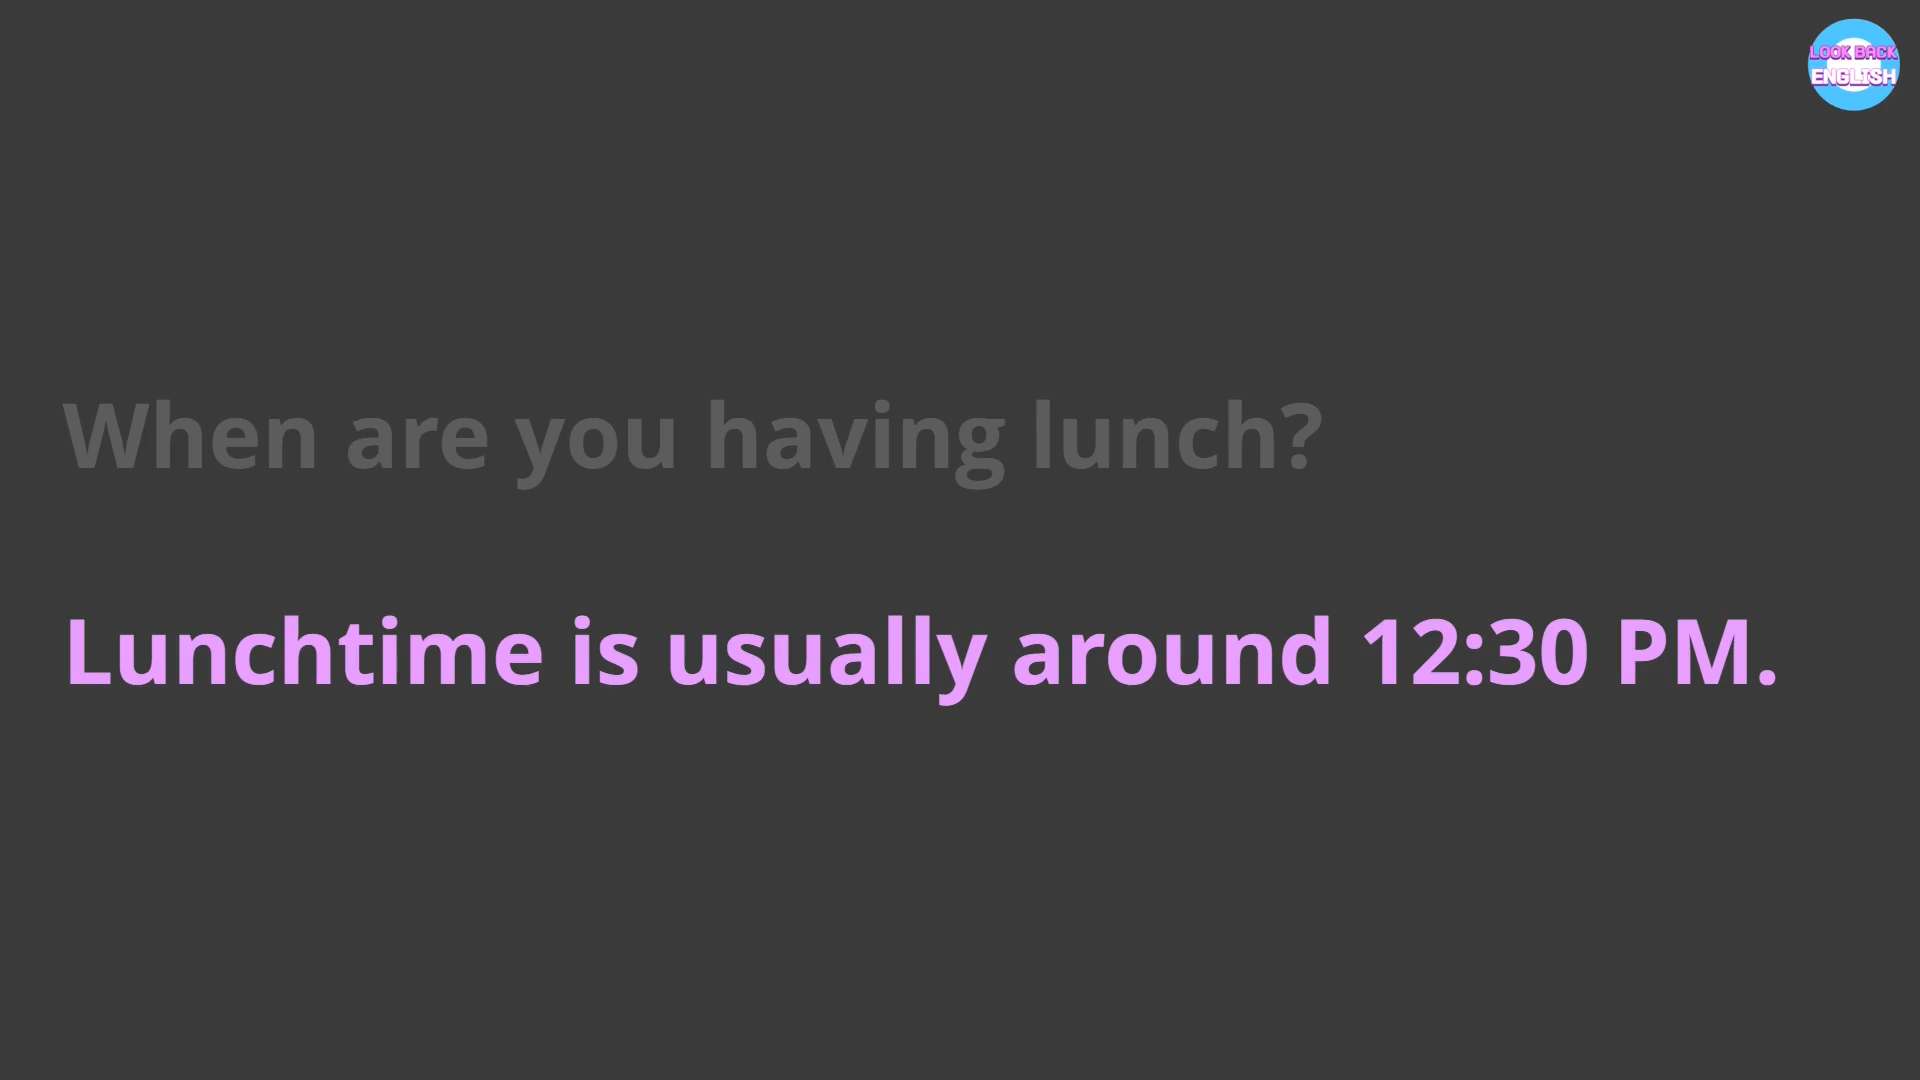 LOOK BACK
ENGLISH
When are you having lunch?
Lunchtime is usually around 12:30 PM.